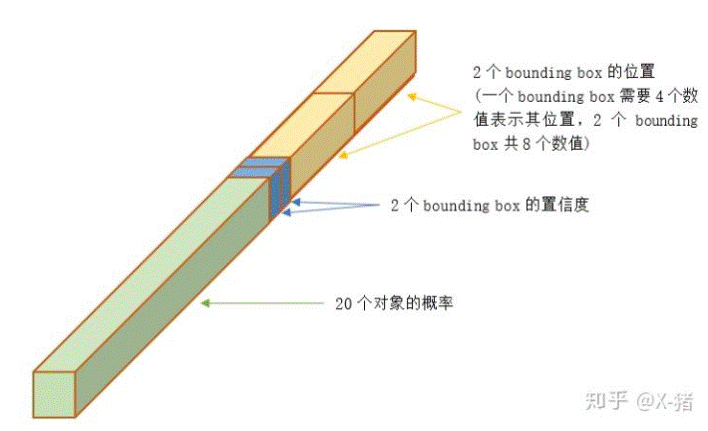 2 个 bounding box 的位置
(一个 bounding box 需要 4 个数
值表示其位置, 2 个 bounding
box 共 8 个数值)
2 个 bounding box 的置信度
20 个对象的概率
知乎 @X-猪